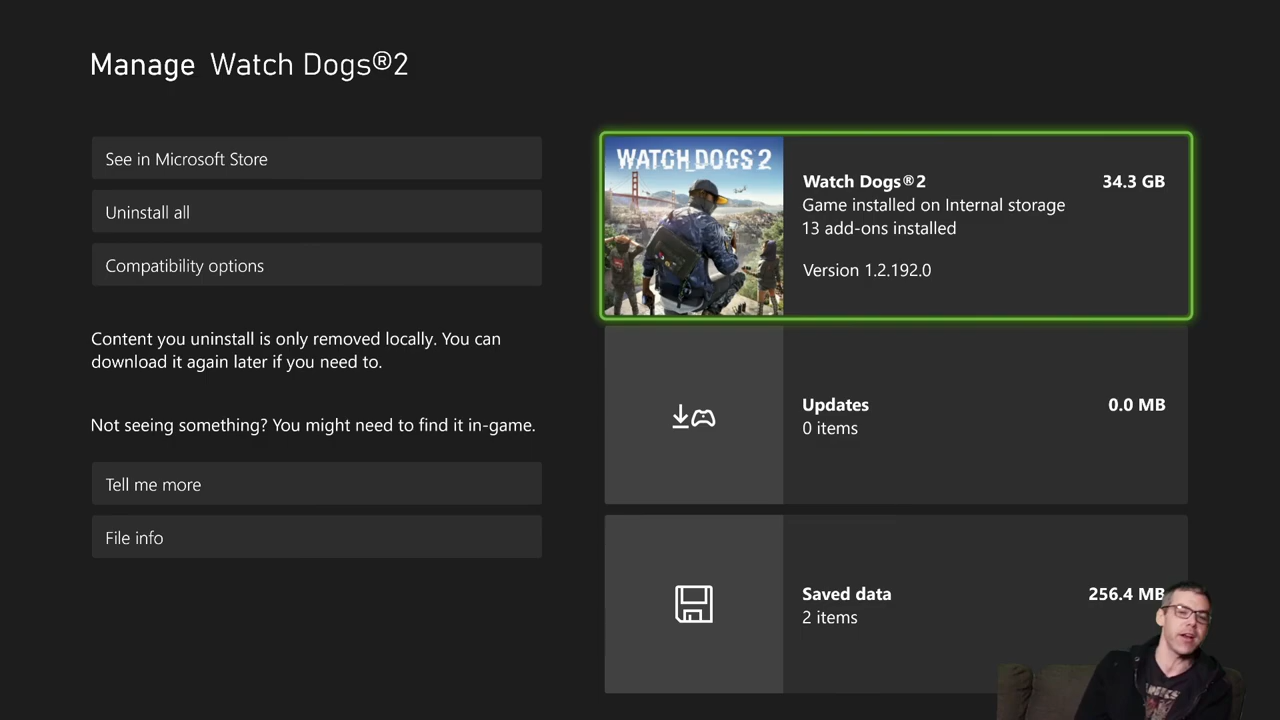 Manage Watch Dogs®2
See in Microsoft Store
Uninstall all
Compatibility options
Content you uninstall is only removed locally. You can
download it again later if you need to.
Not seeing something? You might need to find it in-game.
Tell me more
File info
WATCH_DOGS 2
Watch Dogs®2 34.3 GB
Game installed on Internal storage
13 add-ons installed
Version 1.2.192.0
Updates 0.0 MB
0 items
Saved data 256.4 MB
2 items